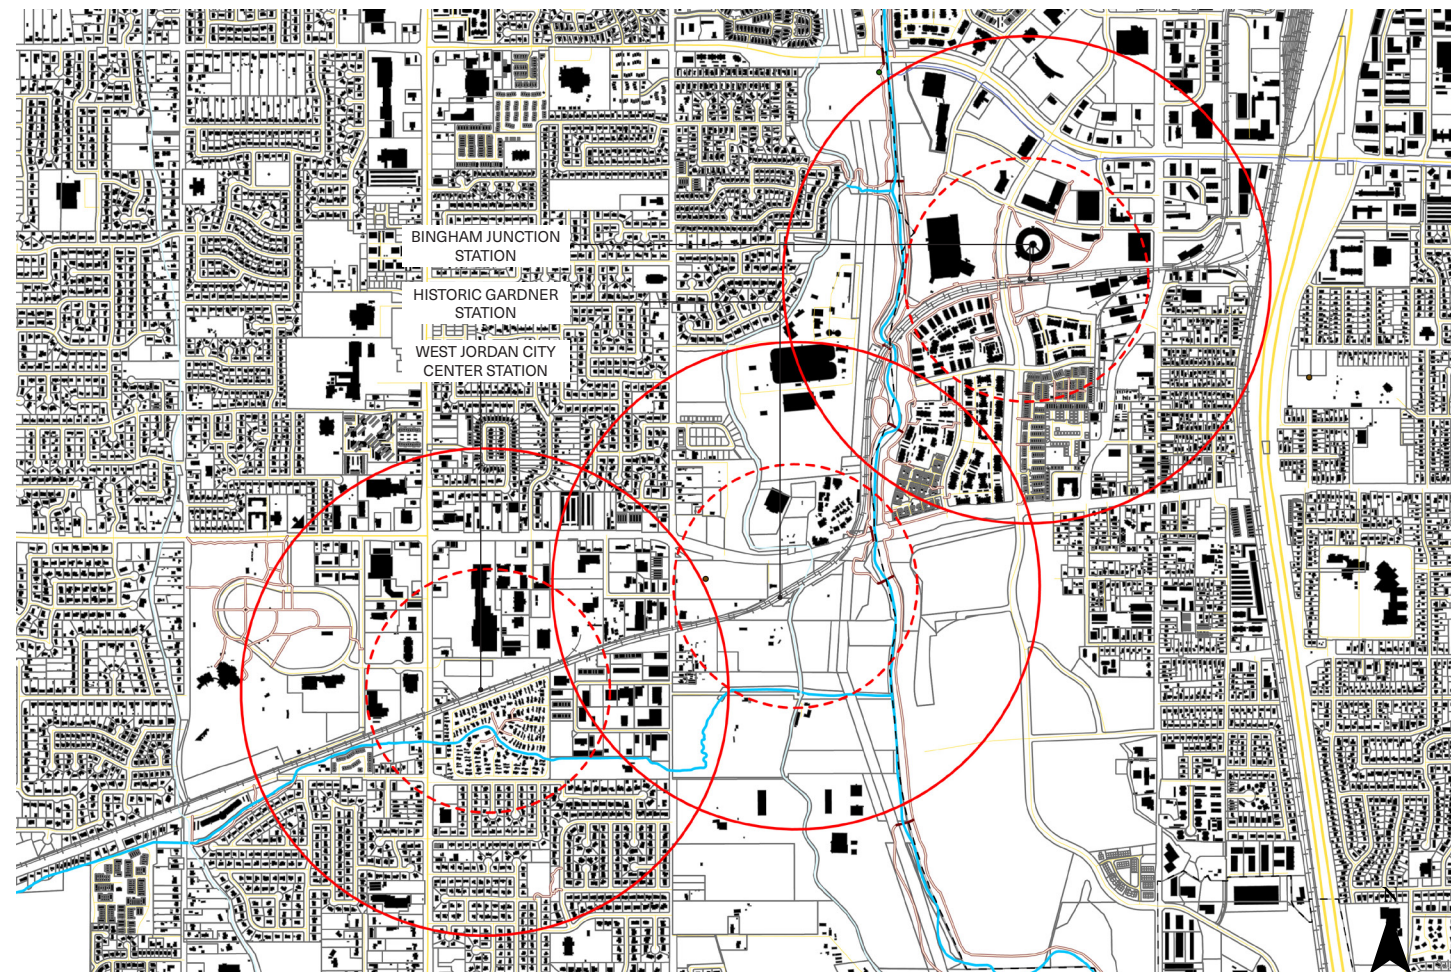 BINGHAM JUNCTION
STATION
HISTORIC GARDNER
STATION
WEST JORDAN CITY
CENTER STATION